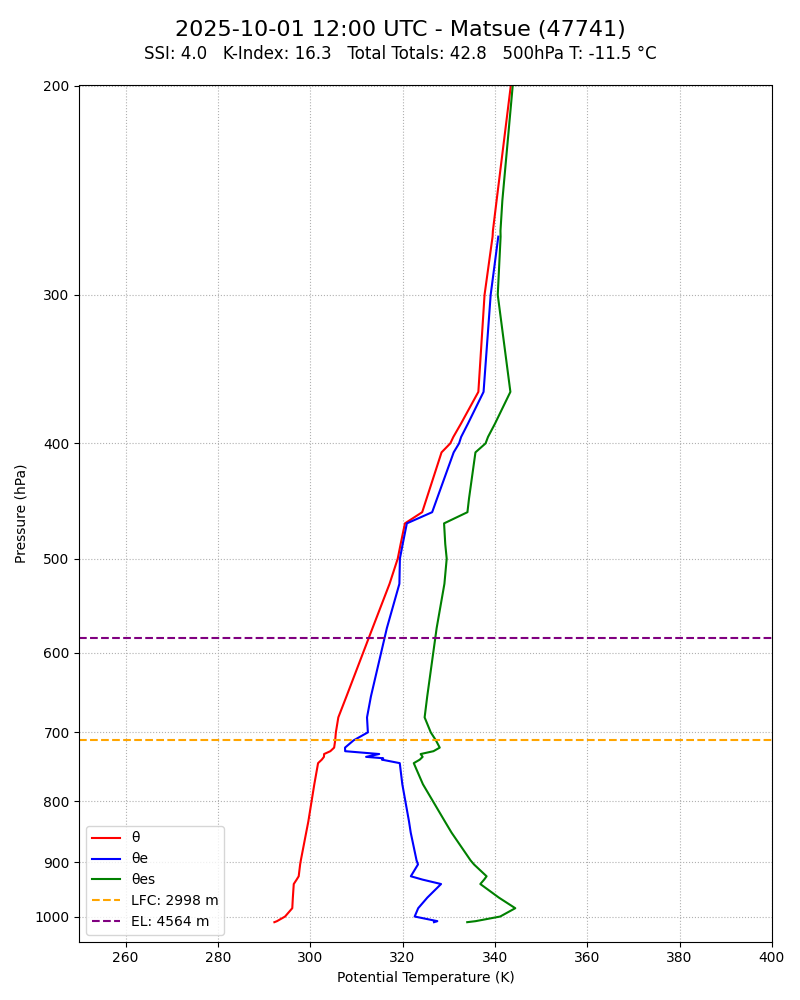 2025-10-01 12:00 UTC - Matsue (47741)
SSI: 4.0   K-Index: 16.3   Total Totals: 42.8   500hPa T: -11.5 °C
200
300
400
500
600
700
800
900
1000
Pressure (hPa)
θ
θe
θes
LFC: 2998 m
EL: 4564 m
260 280 300 320 340 360 380 400
Potential Temperature (K)